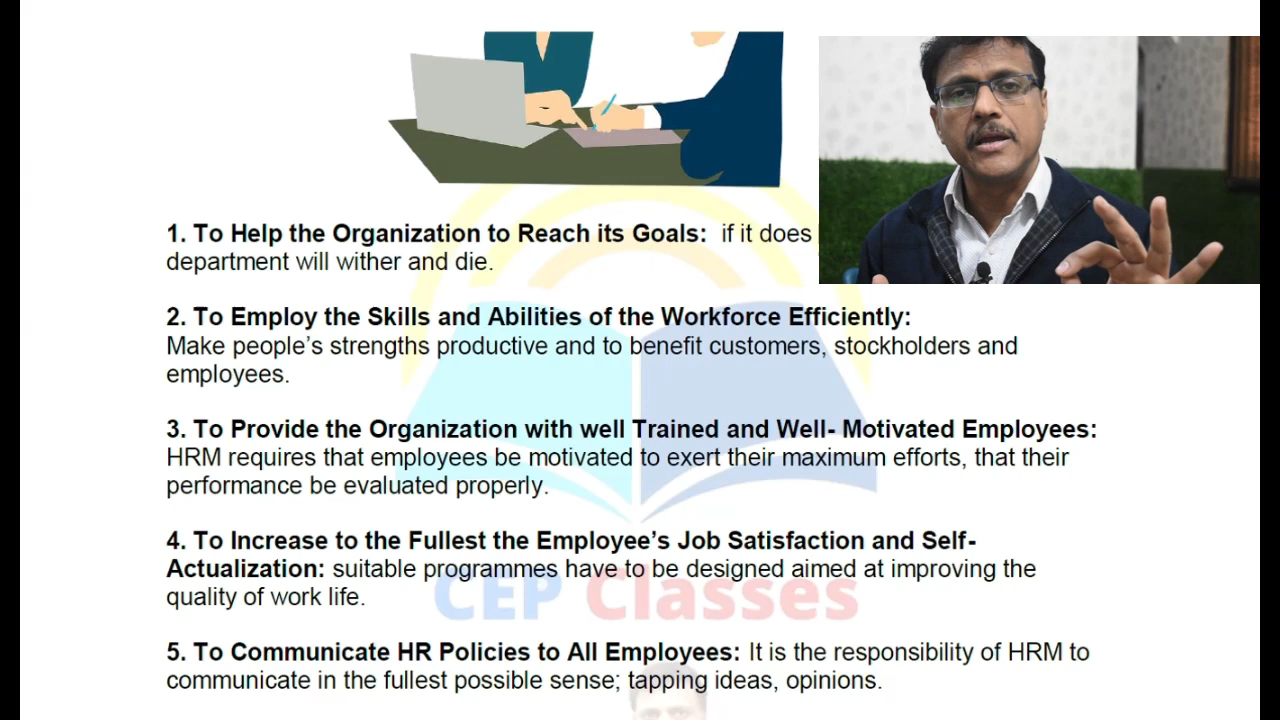 1. To Help the Organization to Reach its Goals: if it does
department will wither and die.
2. To Employ the Skills and Abilities of the Workforce Efficiently:
Make people's strengths productive and to benefit customers, stockholders and
employees.
3. To Provide the Organization with well Trained and Well- Motivated Employees:
HRM requires that employees be motivated to exert their maximum efforts, that their
performance be evaluated properly.
4. To Increase to the Fullest the Employee's Job Satisfaction and Self-
Actualization: suitable programmes have to be designed aimed at improving the
quality of work life.
CEP Classes
5. To Communicate HR Policies to All Employees: It is the responsibility of HRM to
communicate in the fullest possible sense; tapping ideas, opinions.